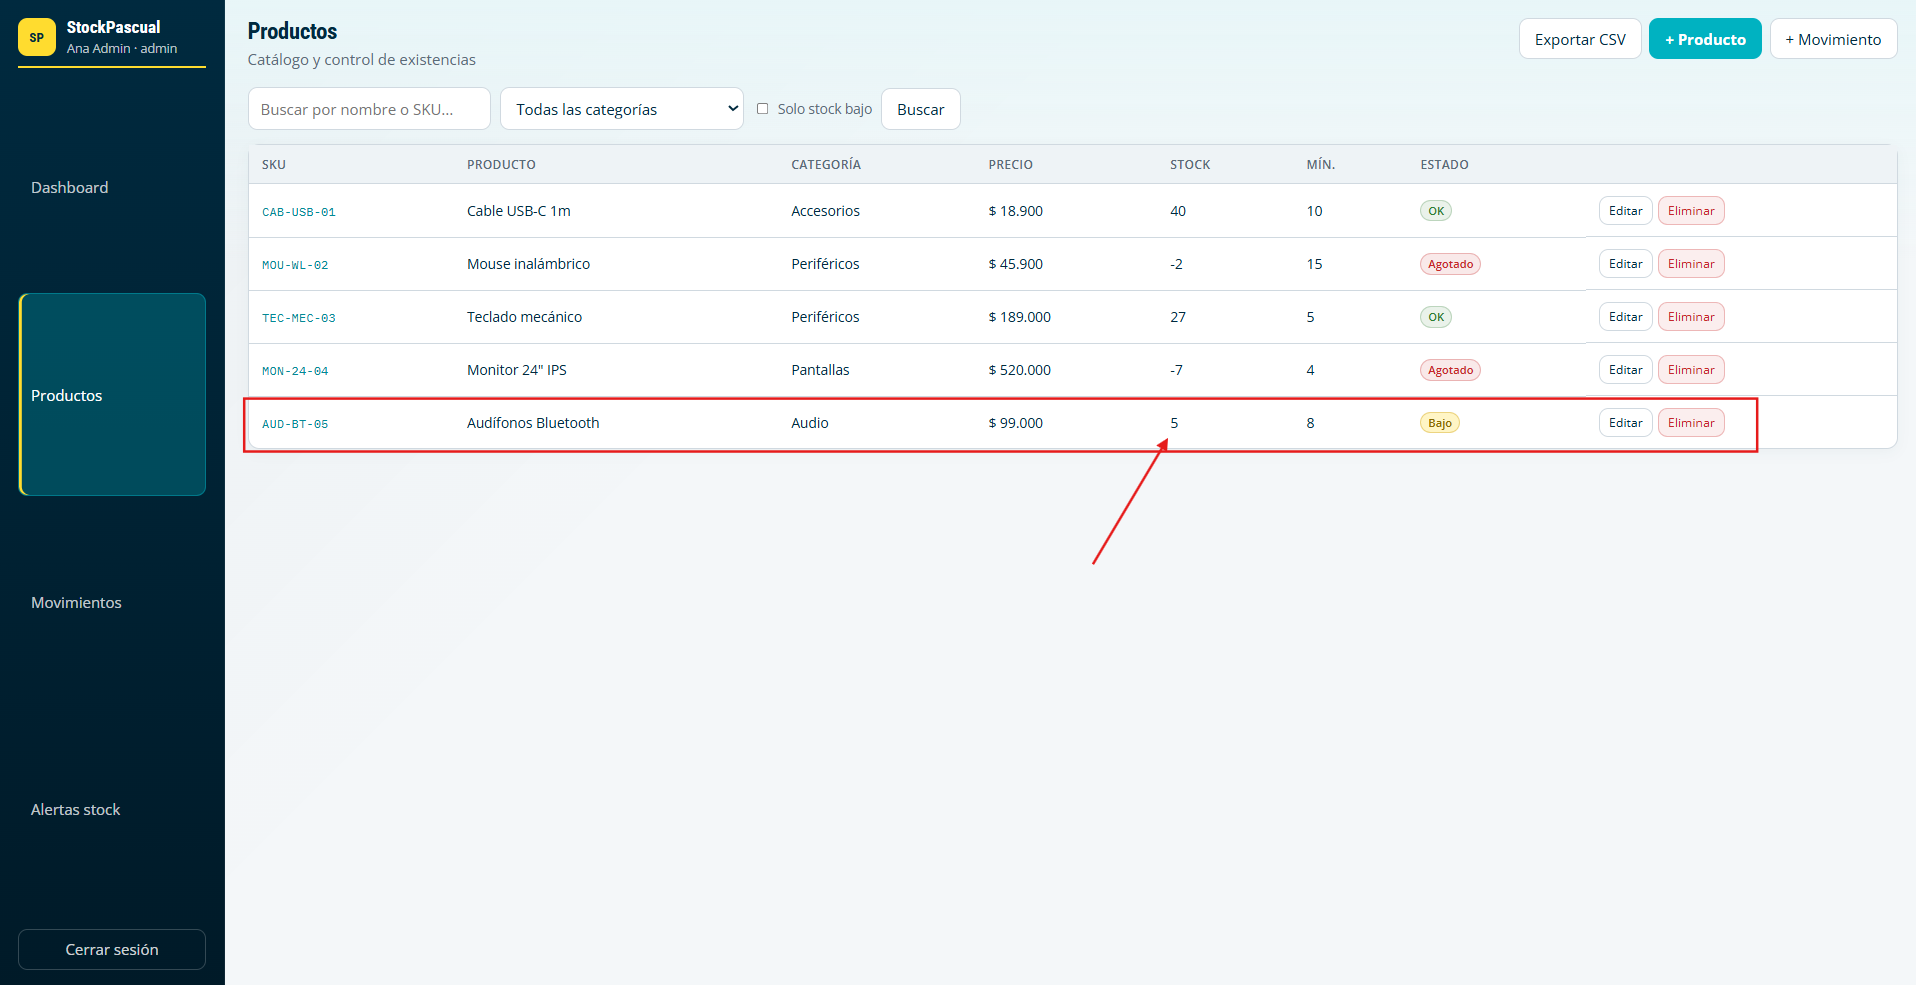 SP
StockPascual
Ana Admin · admin
Dashboard
Productos
Movimientos
Alertas stock
Cerrar sesión
Productos
Catálogo y control de existencias
Exportar CSV
+ Producto
+ Movimiento
Buscar por nombre o SKU...
Todas las categorías
Solo stock bajo
Buscar
SKU PRODUCTO CATEGORÍA PRECIO STOCK MÍN. ESTADO
CAB-USB-01 Cable USB-C 1m Accesorios $ 18.900 40 10 OK Editar Eliminar
MOU-WL-02 Mouse inalámbrico Periféricos $ 45.900 -2 15 Agotado Editar Eliminar
TEC-MEC-03 Teclado mecánico Periféricos $ 189.000 27 5 OK Editar Eliminar
MON-24-04 Monitor 24" IPS Pantallas $ 520.000 -7 4 Agotado Editar Eliminar
AUD-BT-05 Audífonos Bluetooth Audio $ 99.000 5 8 Bajo Editar Eliminar